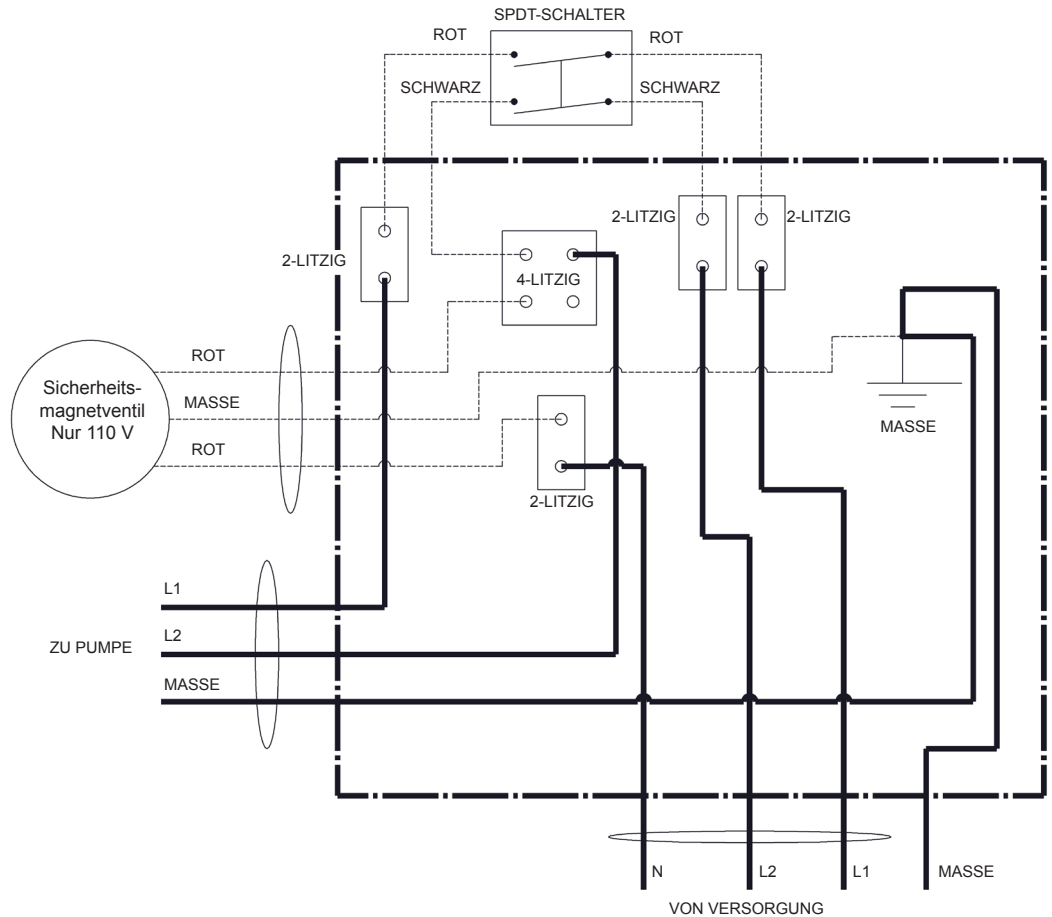 SPDT-SCHALTER
ROT
ROT
SCHWARZ
SCHWARZ
2-LITZIG
2-LITZIG
2-LITZIG
4-LITZIG
ROT
Sicherheits-
magnetventil
Nur 110 V
MASSE
MASSE
ROT
2-LITZIG
L1
ZU PUMPE
L2
MASSE
N
L2
L1
MASSE
VON VERSORGUNG